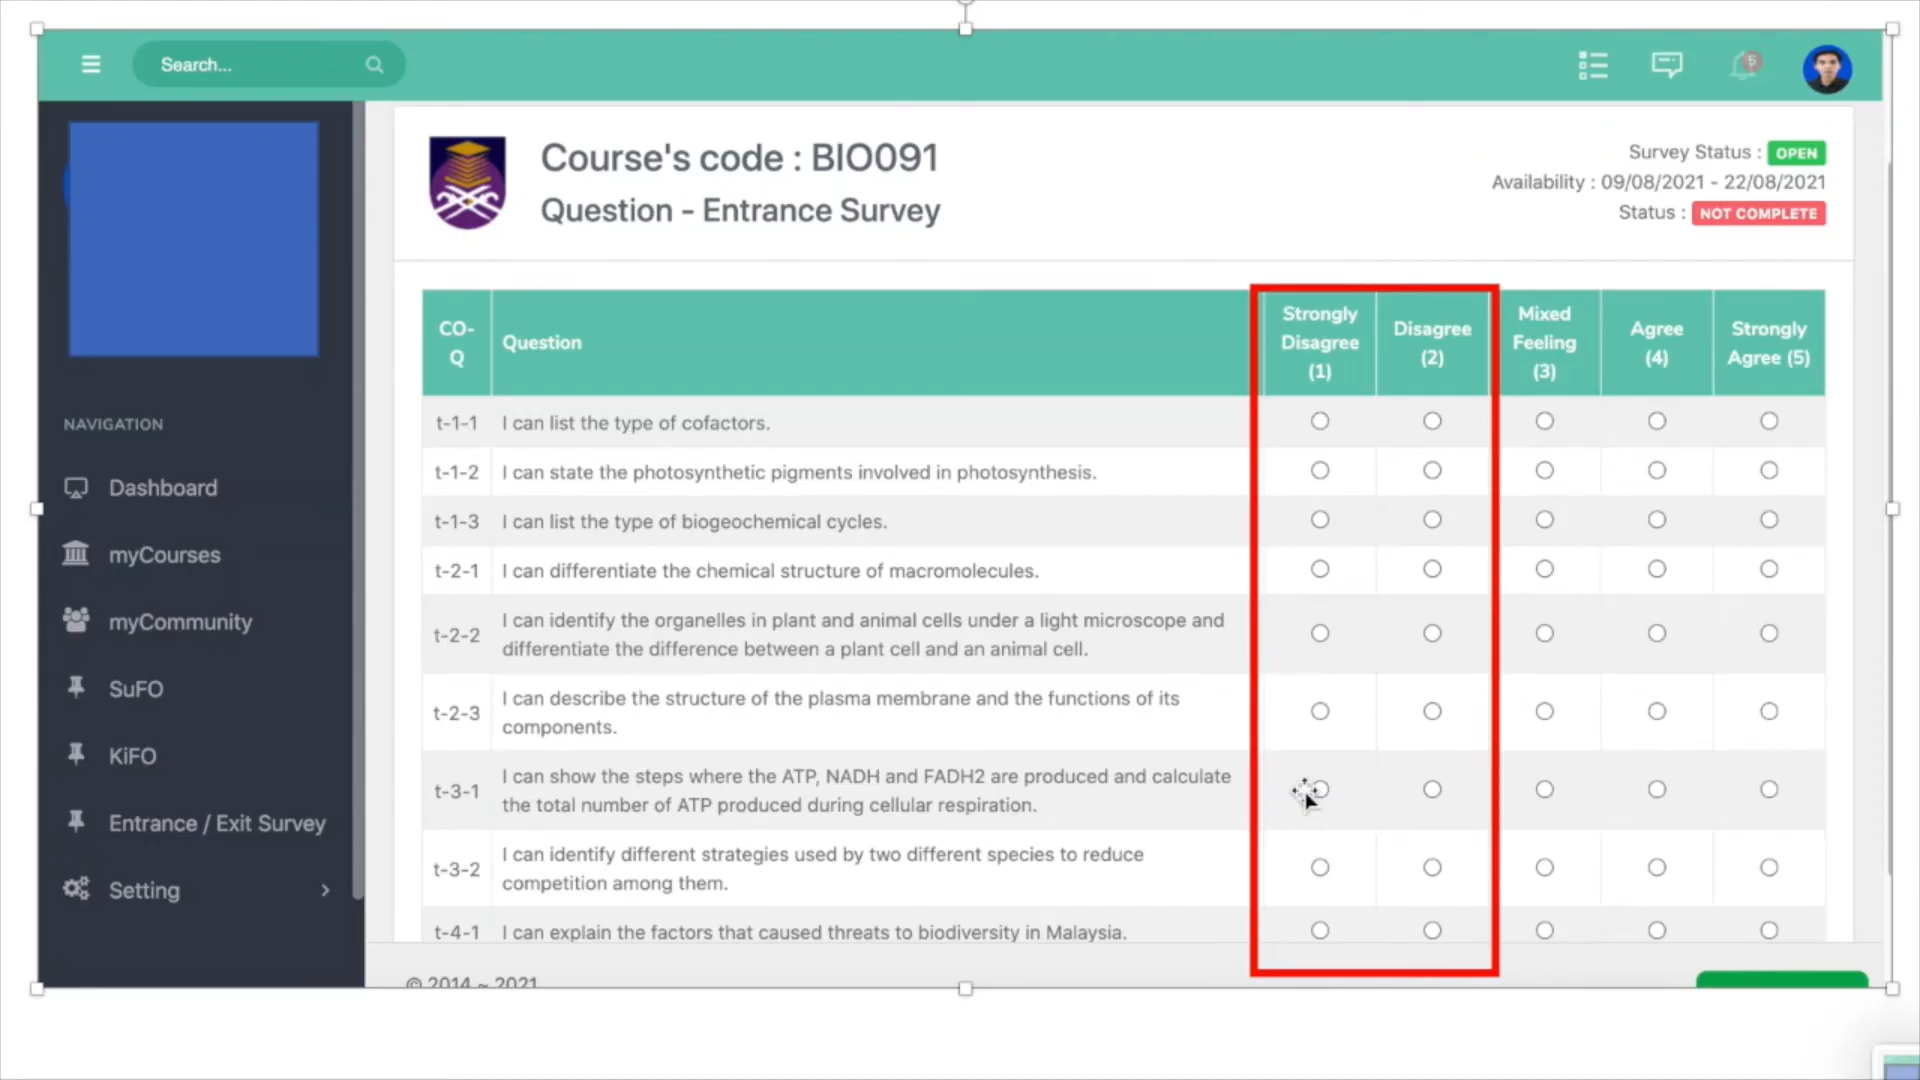 Search...
5
Course's code : BIO091
Question - Entrance Survey
Survey Status : OPEN
Availability : 09/08/2021 - 22/08/2021
Status : NOT COMPLETE
NAVIGATION
Dashboard
myCourses
myCommunity
SuFO
KiFO
Entrance / Exit Survey
Setting
CO-
Q
Question
Strongly
Disagree
(1)
Disagree
(2)
Mixed
Feeling
(3)
Agree
(4)
Strongly
Agree (5)
t-1-1 I can list the type of cofactors.
t-1-2 I can state the photosynthetic pigments involved in photosynthesis.
t-1-3 I can list the type of biogeochemical cycles.
t-2-1 I can differentiate the chemical structure of macromolecules.
t-2-2 I can identify the organelles in plant and animal cells under a light microscope and
differentiate the difference between a plant cell and an animal cell.
t-2-3 I can describe the structure of the plasma membrane and the functions of its
components.
t-3-1 I can show the steps where the ATP, NADH and FADH2 are produced and calculate
the total number of ATP produced during cellular respiration.
t-3-2 I can identify different strategies used by two different species to reduce
competition among them.
t-4-1 I can explain the factors that caused threats to biodiversity in Malaysia.
© 2014 ~ 2021